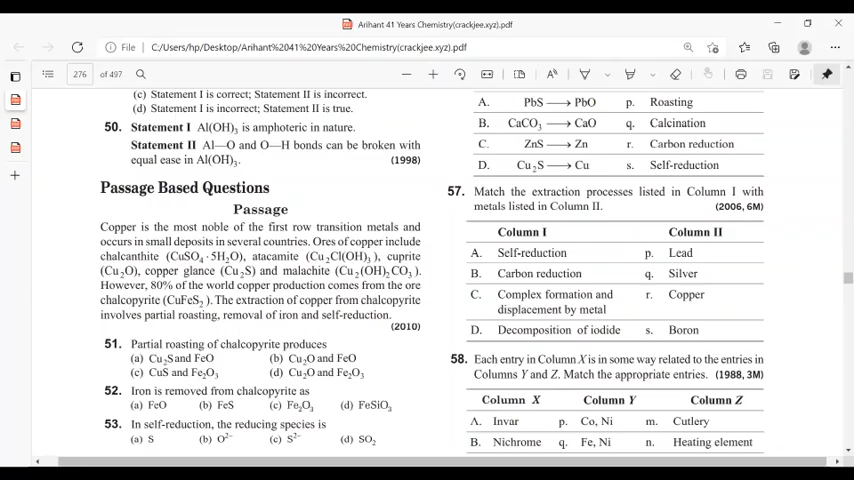 Arihant 41 Years Chemistry(crackjee.xyz).pdf
File C:/Users/hp/Desktop/Arihant%2041%20Years%20Chemistry(crackjee.xyz).pdf
276 of 497
(c) Statement I is correct; Statement II is incorrect.
(d) Statement I is incorrect; Statement II is true.
50. Statement I Al(OH)₃ is amphoteric in nature.
Statement II Al—O and O—H bonds can be broken with
equal ease in Al(OH)₃. (1998)
Passage Based Questions
Passage
Copper is the most noble of the first row transition metals and
occurs in small deposits in several countries. Ores of copper include
chalcanthite (CuSO₄·5H₂O), atacamite (Cu₂Cl(OH)₃), cuprite
(Cu₂O), copper glance (Cu₂S) and malachite (Cu₂(OH)₂CO₃).
However, 80% of the world copper production comes from the ore
chalcopyrite (CuFeS₂). The extraction of copper from chalcopyrite
involves partial roasting, removal of iron and self-reduction.
(2010)
51. Partial roasting of chalcopyrite produces
(a) Cu₂S and FeO (b) Cu₂O and FeO
(c) CuS and Fe₂O₃ (d) Cu₂O and Fe₂O₃
52. Iron is removed from chalcopyrite as
(a) FeO (b) FeS (c) Fe₂O₃ (d) FeSiO₃
53. In self-reduction, the reducing species is
(a) S (b) O²⁻ (c) S²⁻ (d) SO₂
A. PbS ⟶ PbO p. Roasting
B. CaCO₃ ⟶ CaO q. Calcination
C. ZnS ⟶ Zn r. Carbon reduction
D. Cu₂S ⟶ Cu s. Self-reduction
57. Match the extraction processes listed in Column I with
metals listed in Column II. (2006, 6M)
Column I Column II
A. Self-reduction p. Lead
B. Carbon reduction q. Silver
C. Complex formation and r. Copper
displacement by metal
D. Decomposition of iodide s. Boron
58. Each entry in Column X is in some way related to the entries in
Columns Y and Z. Match the appropriate entries. (1988, 3M)
Column X Column Y Column Z
A. Invar p. Co, Ni m. Cutlery
B. Nichrome q. Fe, Ni n. Heating element